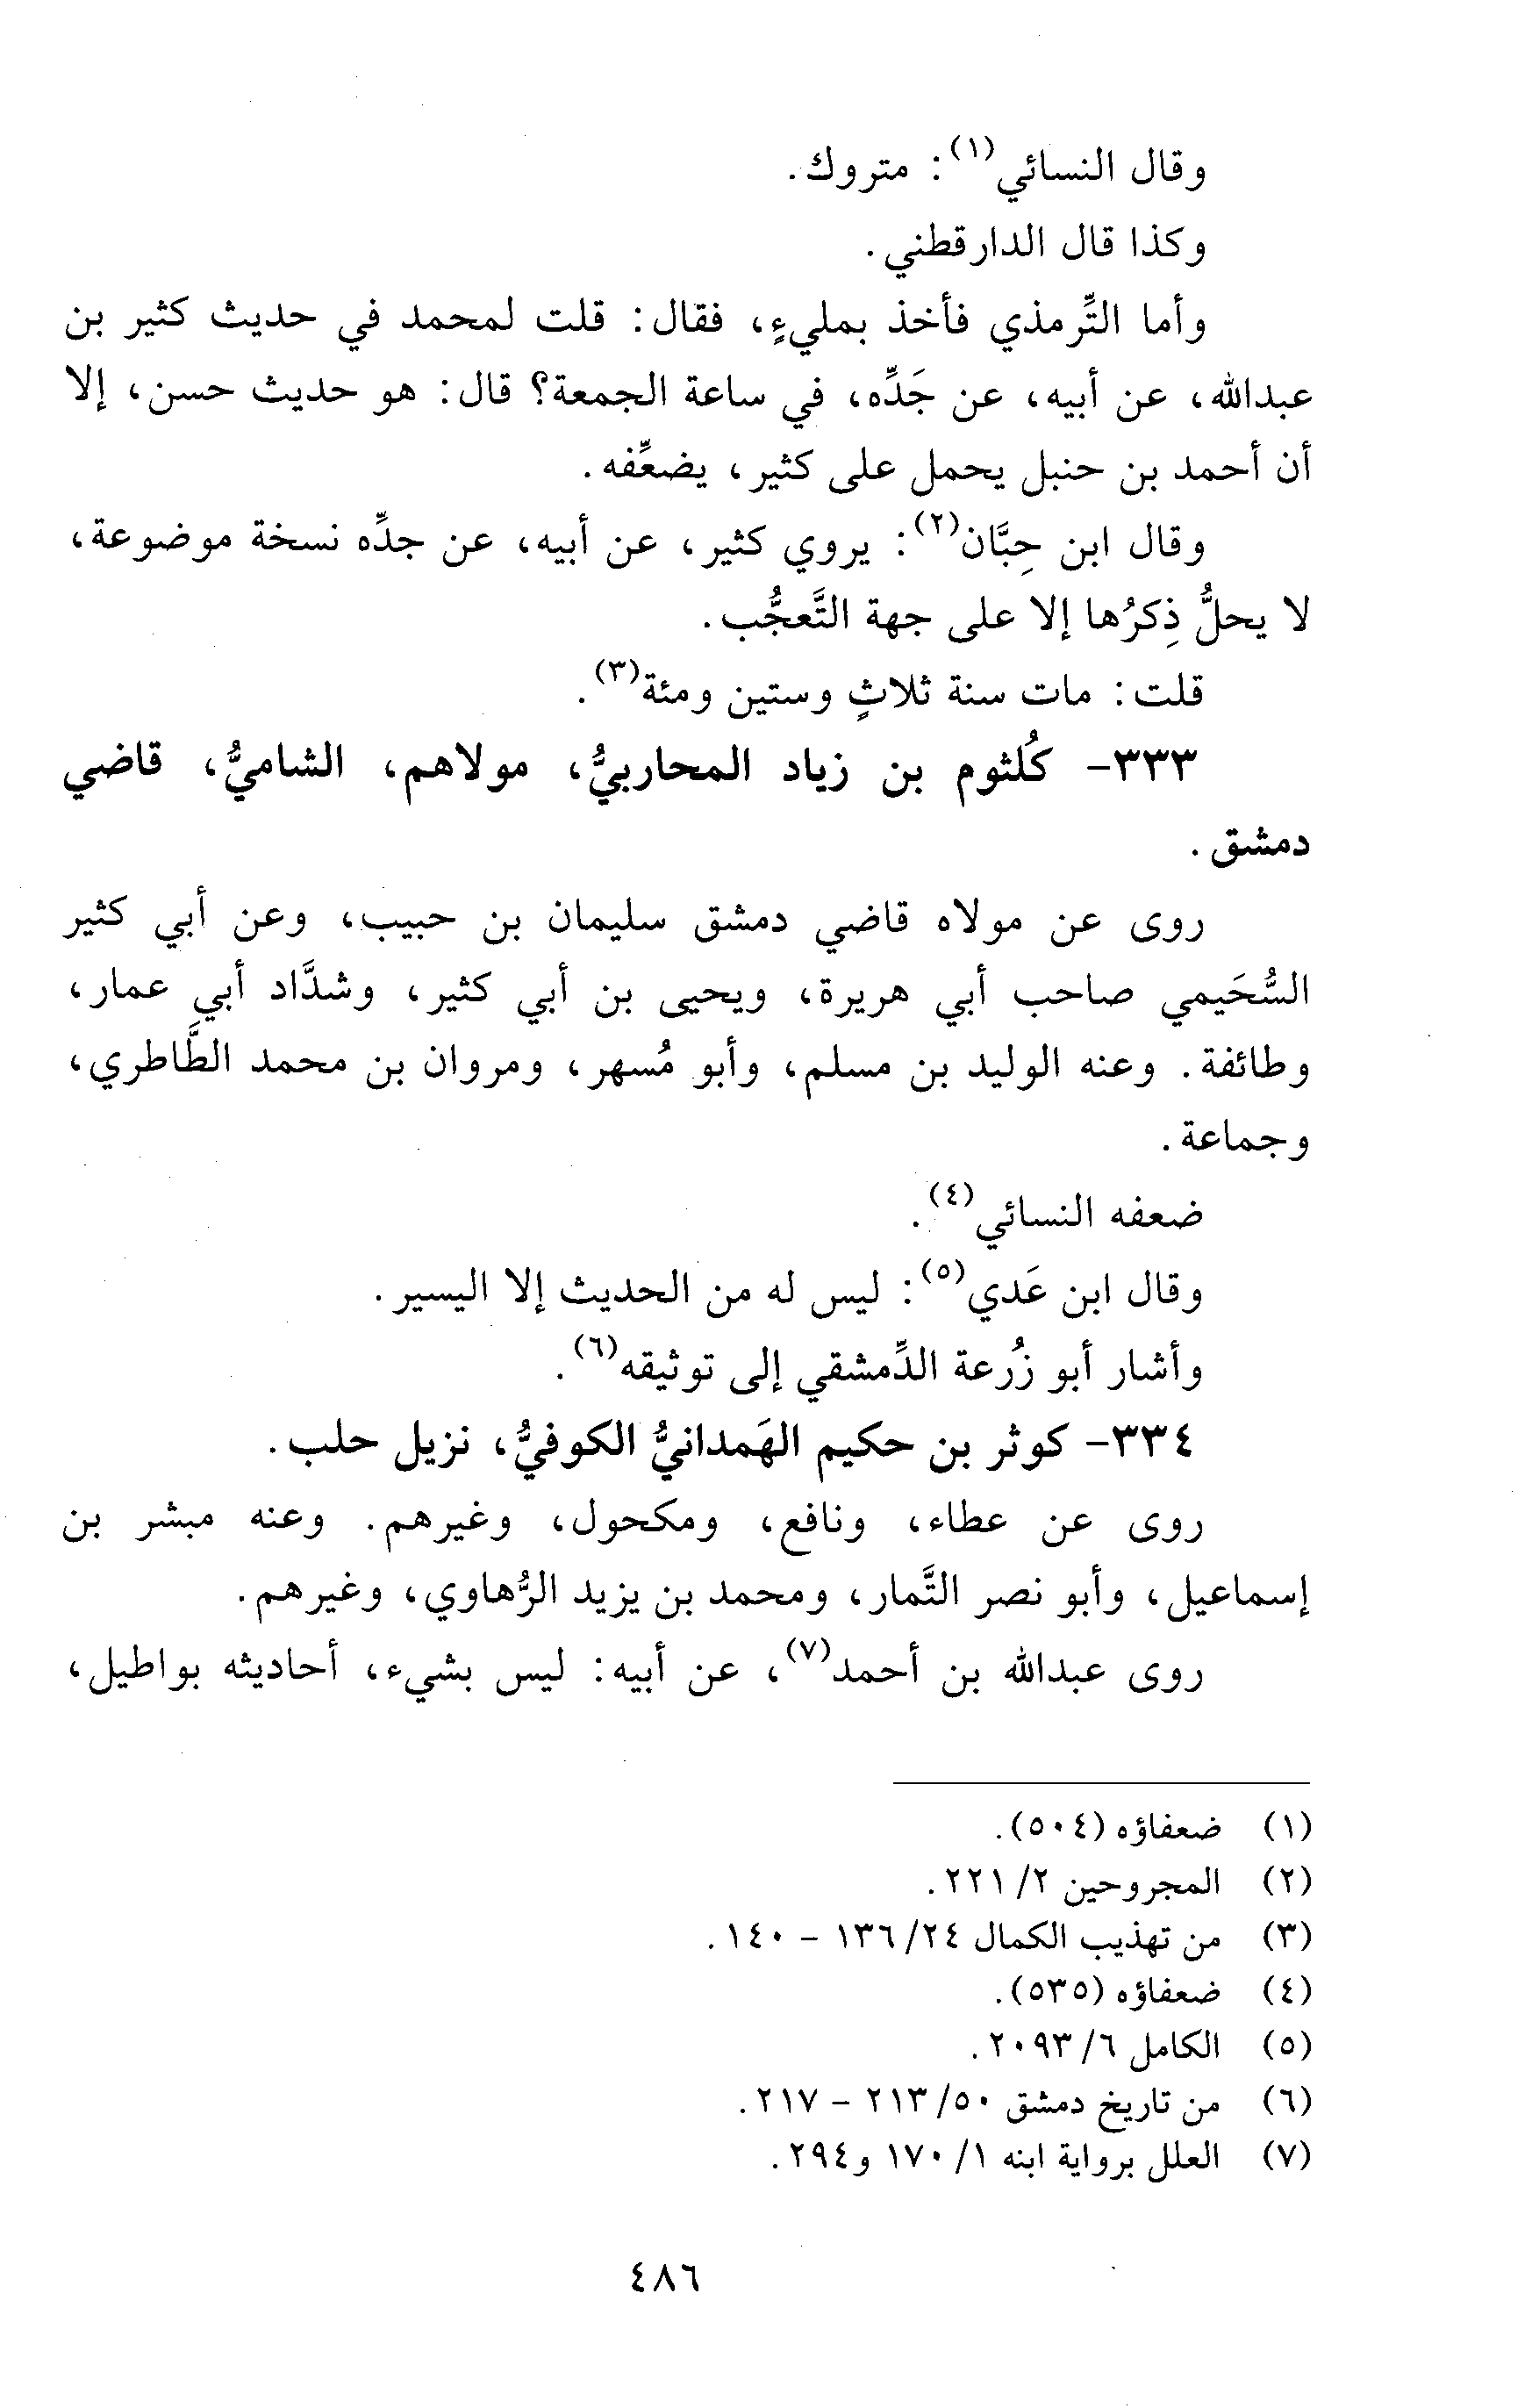 وقال النسائي(١): متروك.
وكذا قال الدارقطني.
وأما التِّرمذي فأخذ بمليءٍ، فقال: قلت لمحمد في حديث كثير بن
عبدالله، عن أبيه، عن جَدِّه، في ساعة الجمعة؟ قال: هو حديث حسن، إلا
أن أحمد بن حنبل يحمل على كثير، يضعِّفه.
وقال ابن حِبَّان(٢): يروي كثير، عن أبيه، عن جدِّه نسخة موضوعة،
لا يحلُّ ذِكرُها إلا على جهة التَّعجُّب.
قلت: مات سنة ثلاثٍ وستين ومئة(٣).
٣٣٣- كُلثوم بن زياد المحاربيُّ، مولاهم، الشاميُّ، قاضي
دمشق.
روى عن مولاه قاضي دمشق سليمان بن حبيب، وعن أبي كثير
السُّحَيمي صاحب أبي هريرة، ويحيى بن أبي كثير، وشدَّاد أبي عمار،
وطائفة. وعنه الوليد بن مسلم، وأبو مُسهر، ومروان بن محمد الطَّاطري،
وجماعة.
ضعفه النسائي(٤).
وقال ابن عَدي(٥): ليس له من الحديث إلا اليسير.
وأشار أبو زُرعة الدِّمشقي إلى توثيقه(٦).
٣٣٤- كوثر بن حكيم الهَمدانيُّ الكوفيُّ، نزيل حلب.
روى عن عطاء، ونافع، ومكحول، وغيرهم. وعنه مبشر بن
إسماعيل، وأبو نصر التَّمار، ومحمد بن يزيد الرُّهاوي، وغيرهم.
روى عبدالله بن أحمد(٧)، عن أبيه: ليس بشيء، أحاديثه بواطيل،
(١) ضعفاؤه (٥٠٤).
(٢) المجروحين ٢/ ٢٢١.
(٣) من تهذيب الكمال ٢٤/ ١٣٦ - ١٤٠.
(٤) ضعفاؤه (٥٣٥).
(٥) الكامل ٦/ ٢٠٩٣.
(٦) من تاريخ دمشق ٥٠/ ٢١٣ - ٢١٧.
(٧) العلل برواية ابنه ١/ ١٧٠ و٢٩٤.
٤٨٦